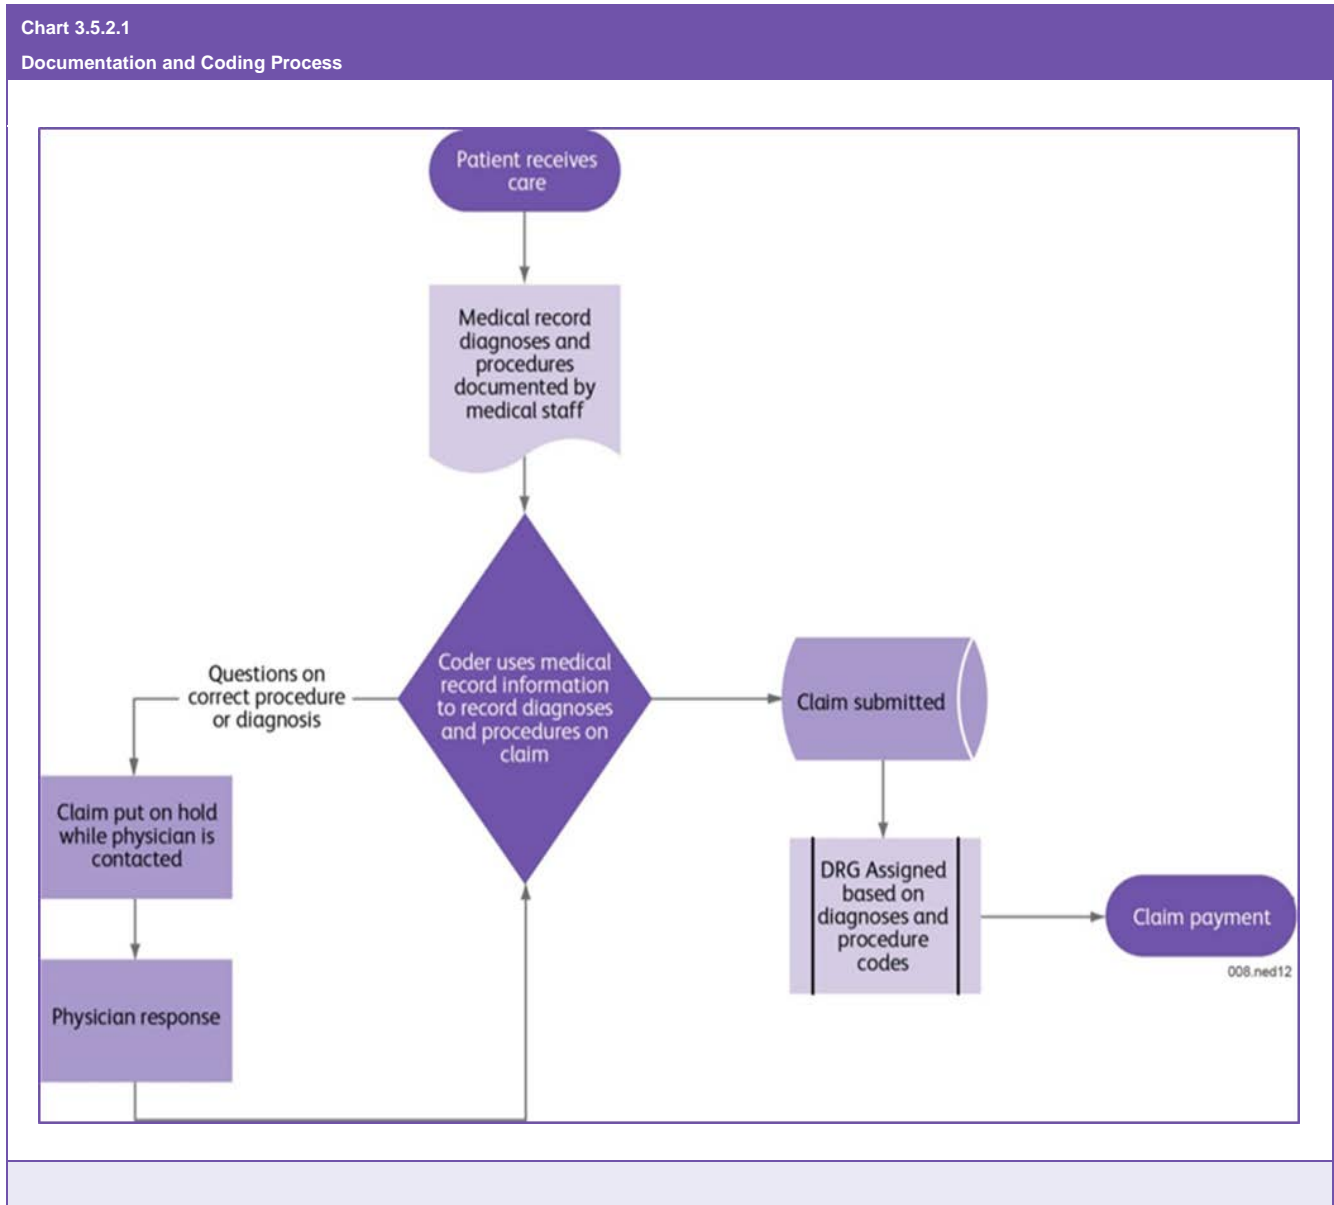 Chart 3.5.2.1
Documentation and Coding Process
Patient receives
care
Medical record
diagnoses and
procedures
documented by
medical staff
Coder uses medical
record information
to record diagnoses
and procedures on
claim
Questions on
correct procedure
or diagnosis
Claim put on hold
while physician is
contacted
Physician response
Claim submitted
DRG Assigned
based on
diagnoses and
procedure
codes
Claim payment
008.ned12